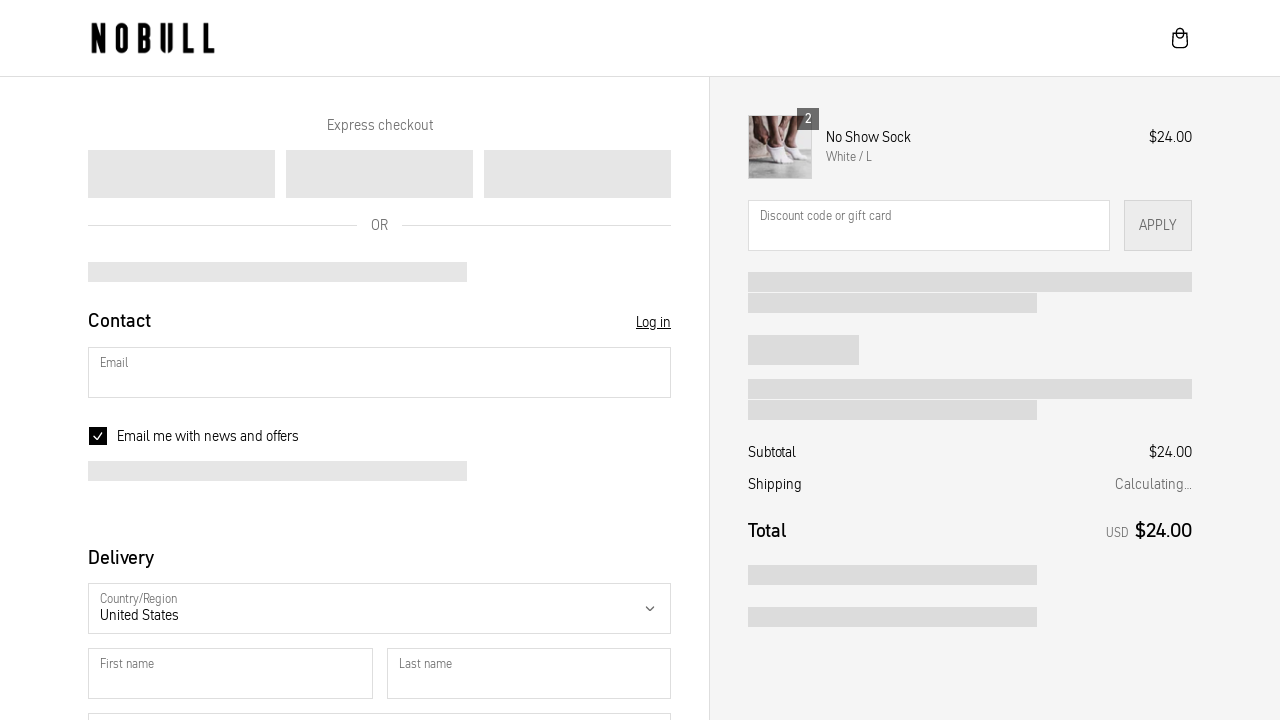 NOBULL
Express checkout
OR
Contact
Log in
Email
Email me with news and offers
Delivery
Country/Region
United States
First name
Last name
2
No Show Sock
$24.00
White / L
Discount code or gift card
APPLY
Subtotal
$24.00
Shipping
Calculating...
Total
USD $24.00